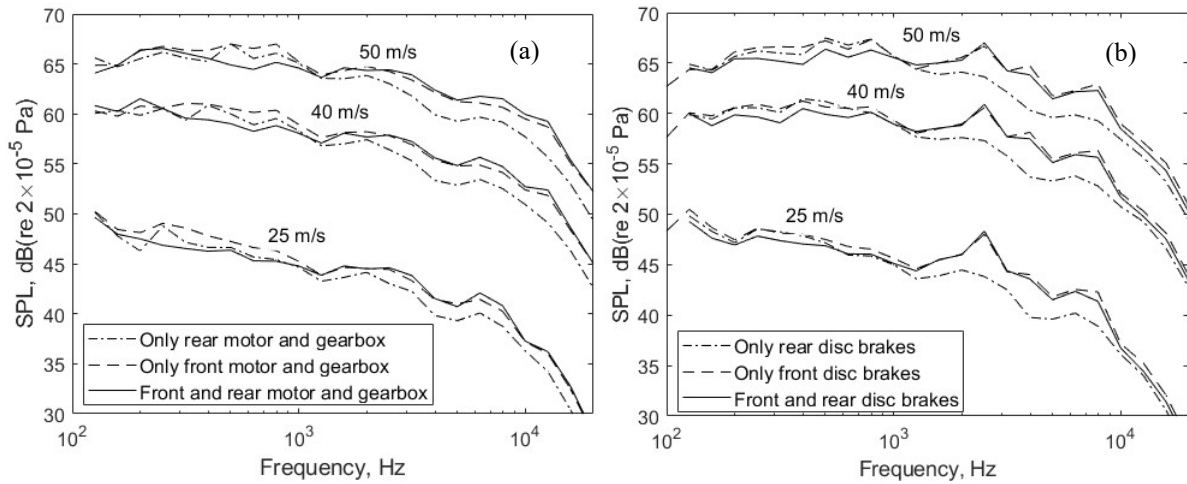 70
65
60
55
50
45
40
35
30
SPL, dB(re 2×10⁻⁵ Pa)
(a)
50 m/s
40 m/s
25 m/s
Only rear motor and gearbox
Only front motor and gearbox
Front and rear motor and gearbox
10² 10³ 10⁴
Frequency, Hz
70
65
60
55
50
45
40
35
30
SPL, dB(re 2×10⁻⁵ Pa)
(b)
50 m/s
40 m/s
25 m/s
Only rear disc brakes
Only front disc brakes
Front and rear disc brakes
10² 10³ 10⁴
Frequency, Hz